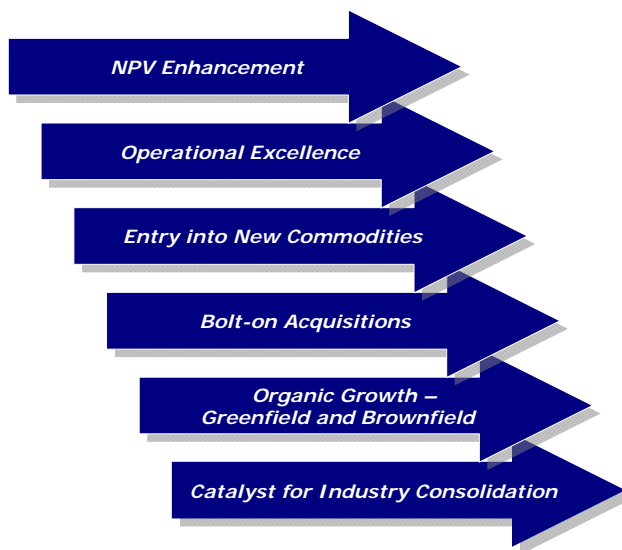 NPV Enhancement
Operational Excellence
Entry into New Commodities
Bolt-on Acquisitions
Organic Growth –
Greenfield and Brownfield
Catalyst for Industry Consolidation